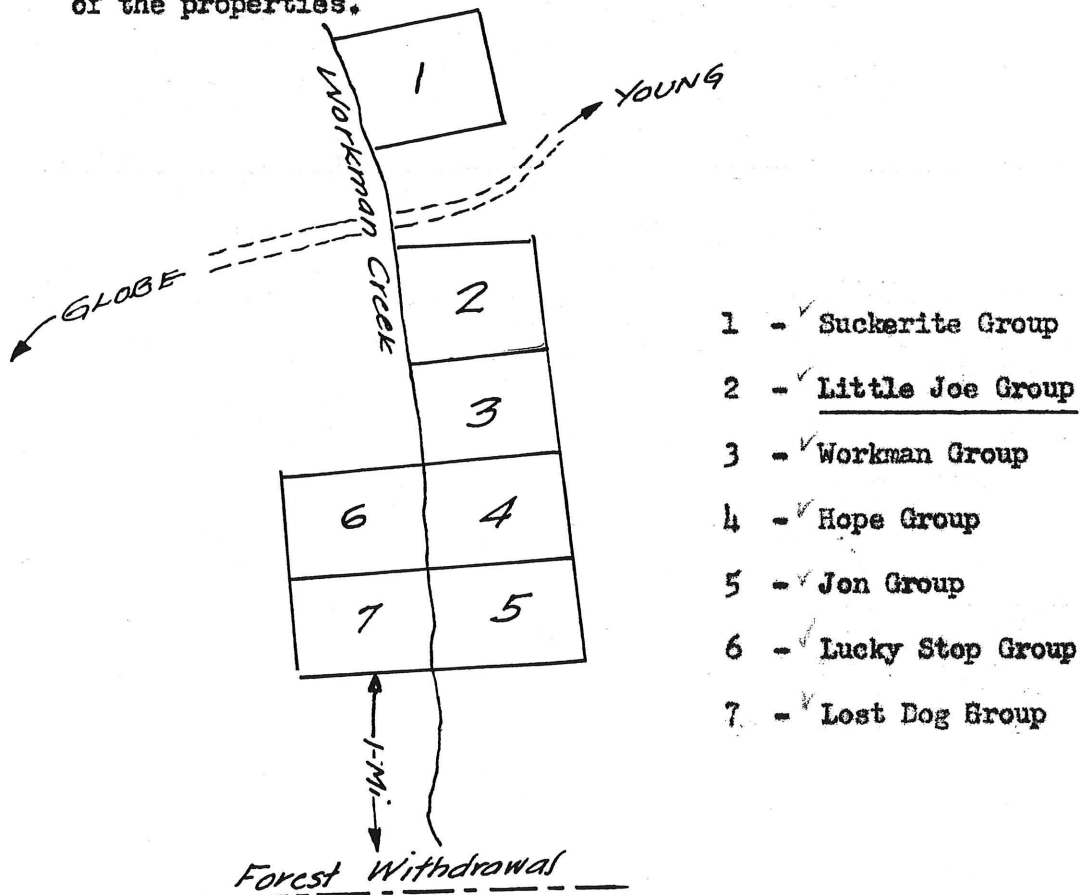 of the properties.
1
YOUNG
Workman Creek
GLOBE
2
3
6
4
7
5
1-Mi.
Forest Withdrawal
1 - Suckerite Group
2 - Little Joe Group
3 - Workman Group
4 - Hope Group
5 - Jon Group
6 - Lucky Stop Group
7 - Lost Dog Group